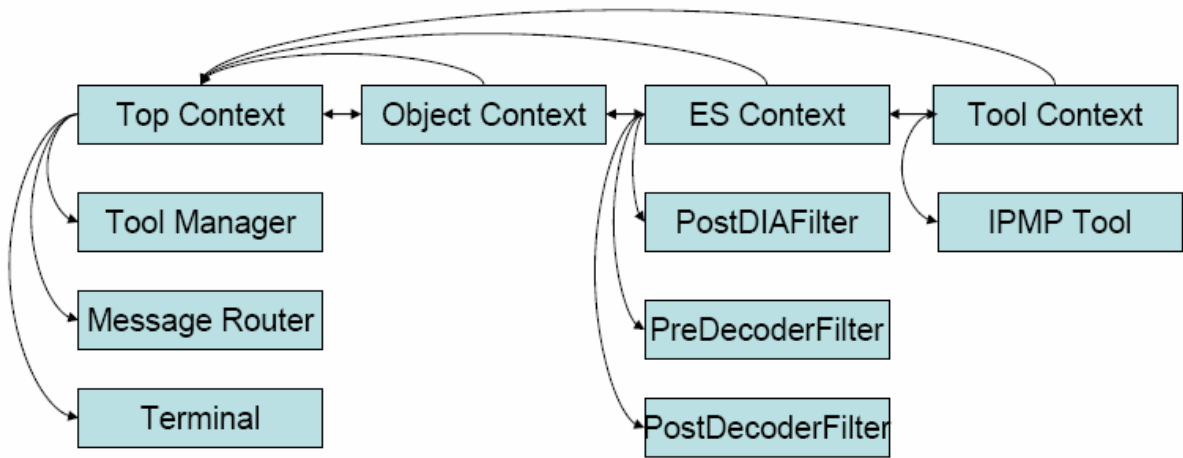 Top Context
Object Context
ES Context
Tool Context
Tool Manager
PostDIAFilter
IPMP Tool
Message Router
PreDecoderFilter
Terminal
PostDecoderFilter